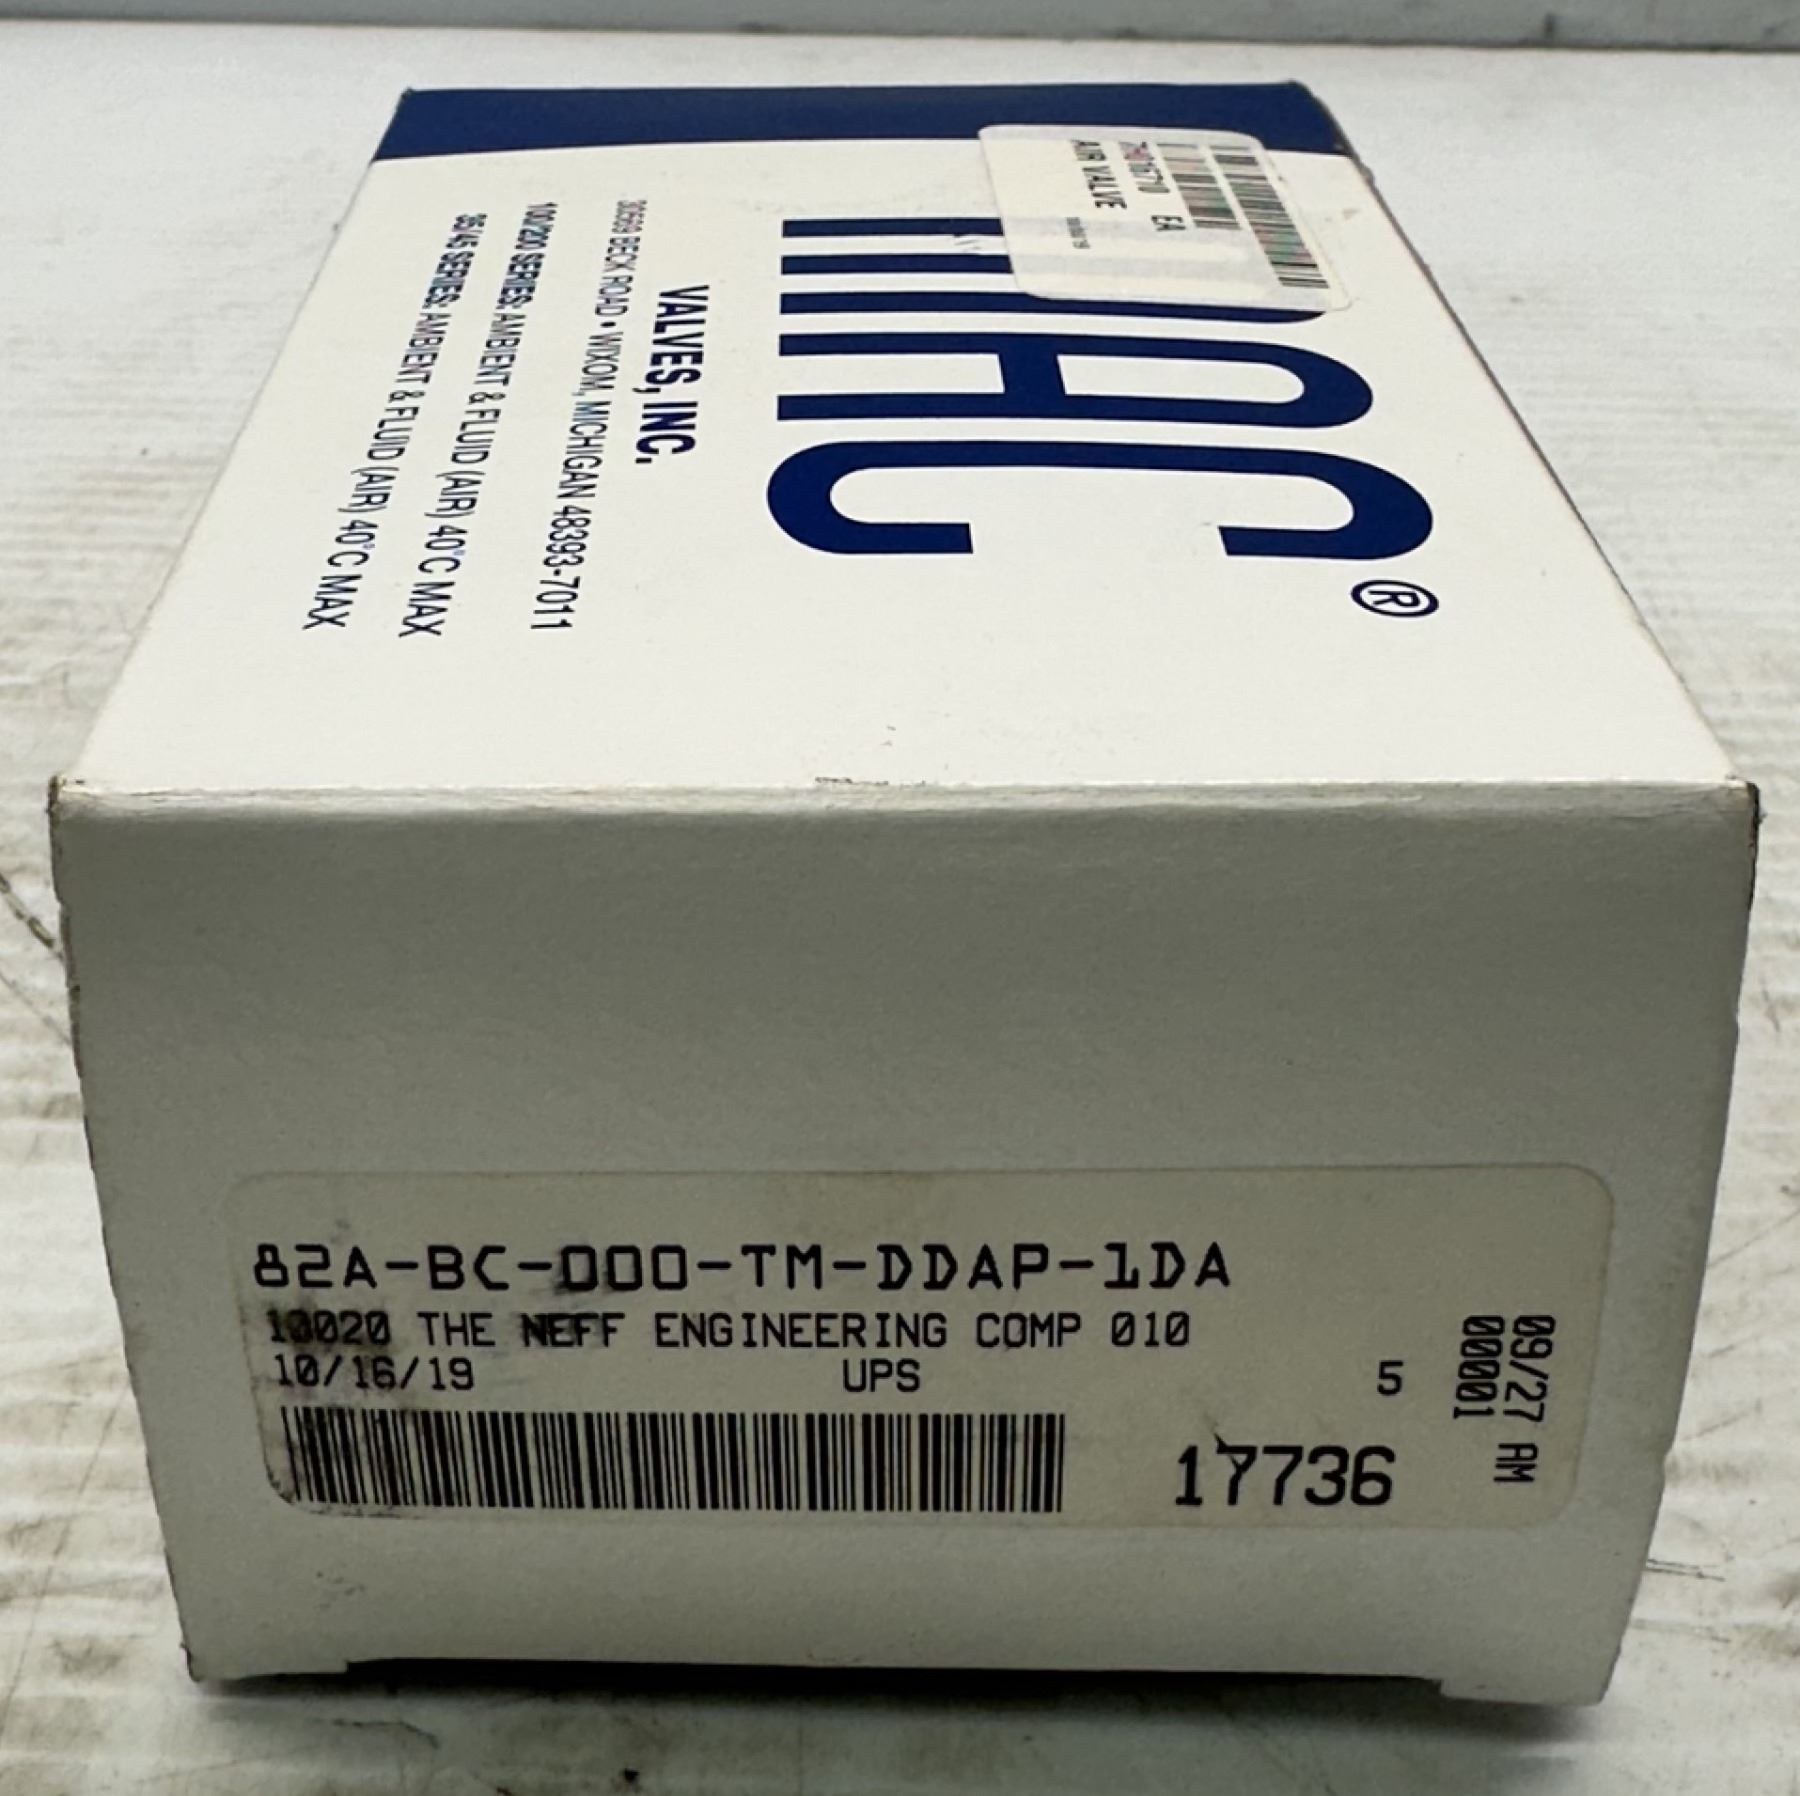 MAC®
VALVES, INC.
30569 BECK ROAD • WIXOM, MICHIGAN 48393-7011
100/200 SERIES: AMBIENT & FLUID (AIR) 40°C MAX
35/45 SERIES: AMBIENT & FLUID (AIR) 40°C MAX
EA
AIR VALVE
82A-BC-000-TM-DDAP-1DA
10020 THE NEFF ENGINEERING COMP 010
10/16/19 UPS 5
17736
09/27 AM
00001